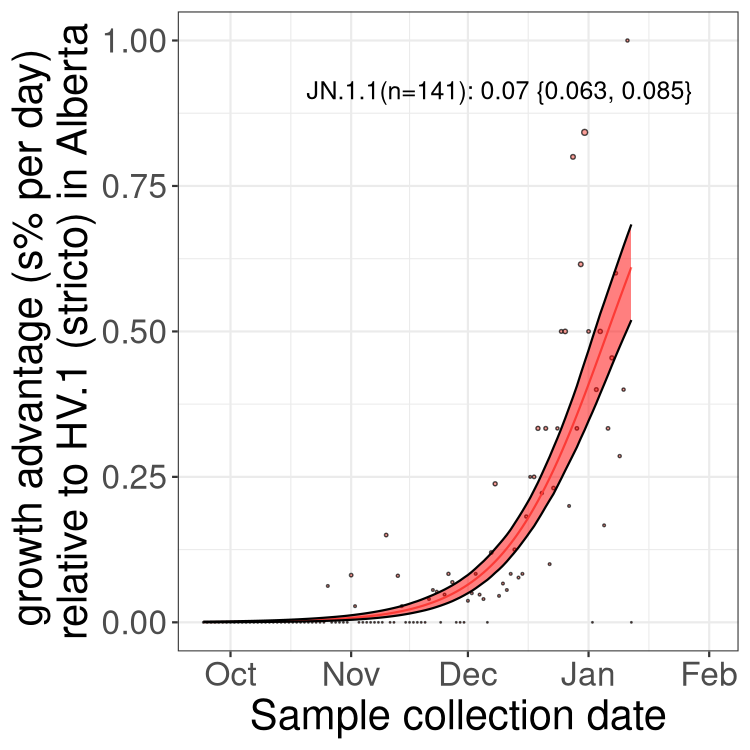 growth advantage (s% per day)
relative to HV.1 (stricto) in Alberta
1.00
0.75
0.50
0.25
0.00
JN.1.1(n=141): 0.07 {0.063, 0.085}
Oct Nov Dec Jan Feb
Sample collection date